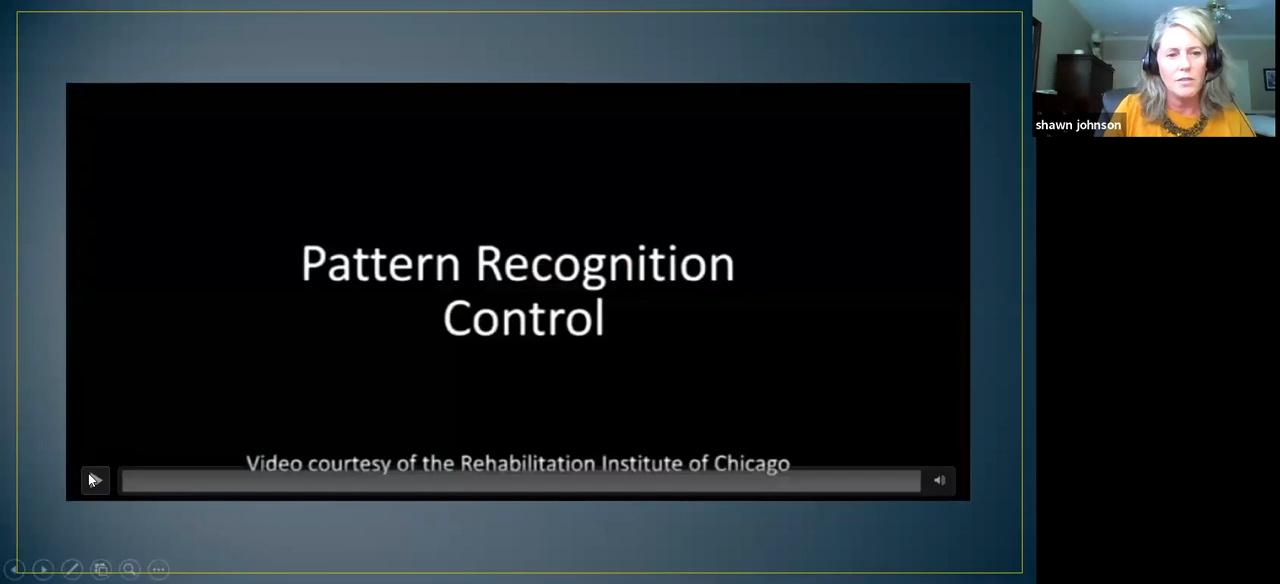 Pattern Recognition
Control
Video courtesy of the Rehabilitation Institute of Chicago
shawn johnson